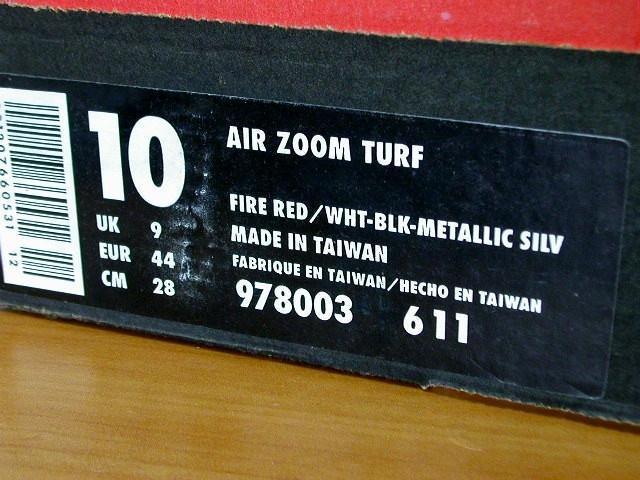 10
UK 9
EUR 44
CM 28
AIR ZOOM TURF
FIRE RED/WHT-BLK-METALLIC SILV
MADE IN TAIWAN
FABRIQUE EN TAIWAN/HECHO EN TAIWAN
978003 611
12